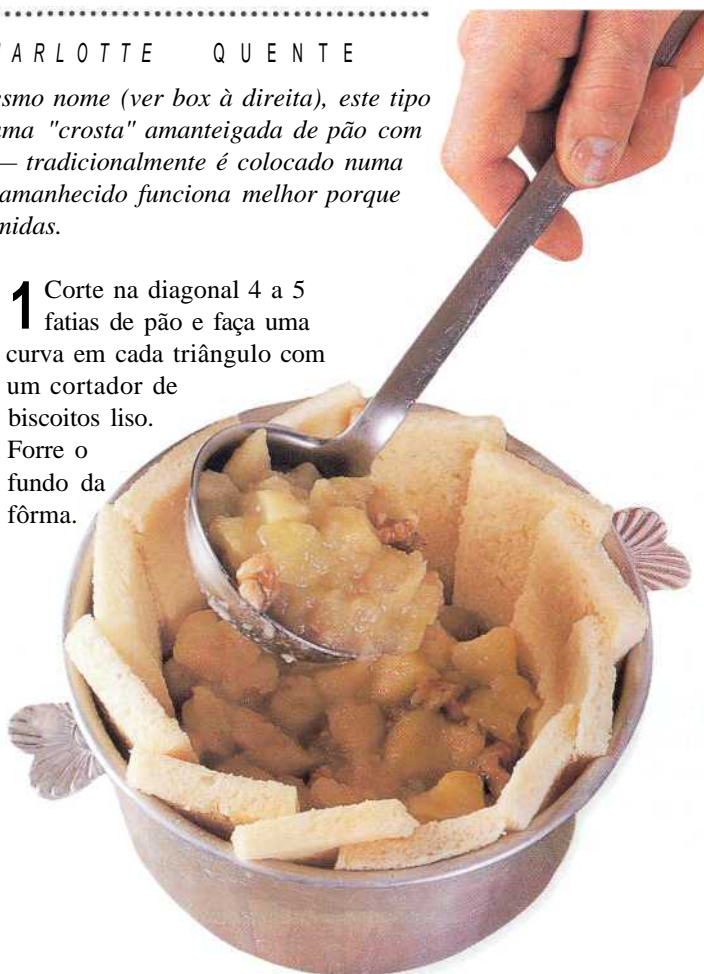 ARLOTTE QUENTE
esmo nome (ver box à direita), este tipo
uma "crosta" amanteigada de pão com
— tradicionalmente é colocado numa
amanhecido funciona melhor porque
midas.
1 Corte na diagonal 4 a 5
fatias de pão e faça uma
curva em cada triângulo com
um cortador de
biscoitos liso.
Forre o
fundo da
fôrma.